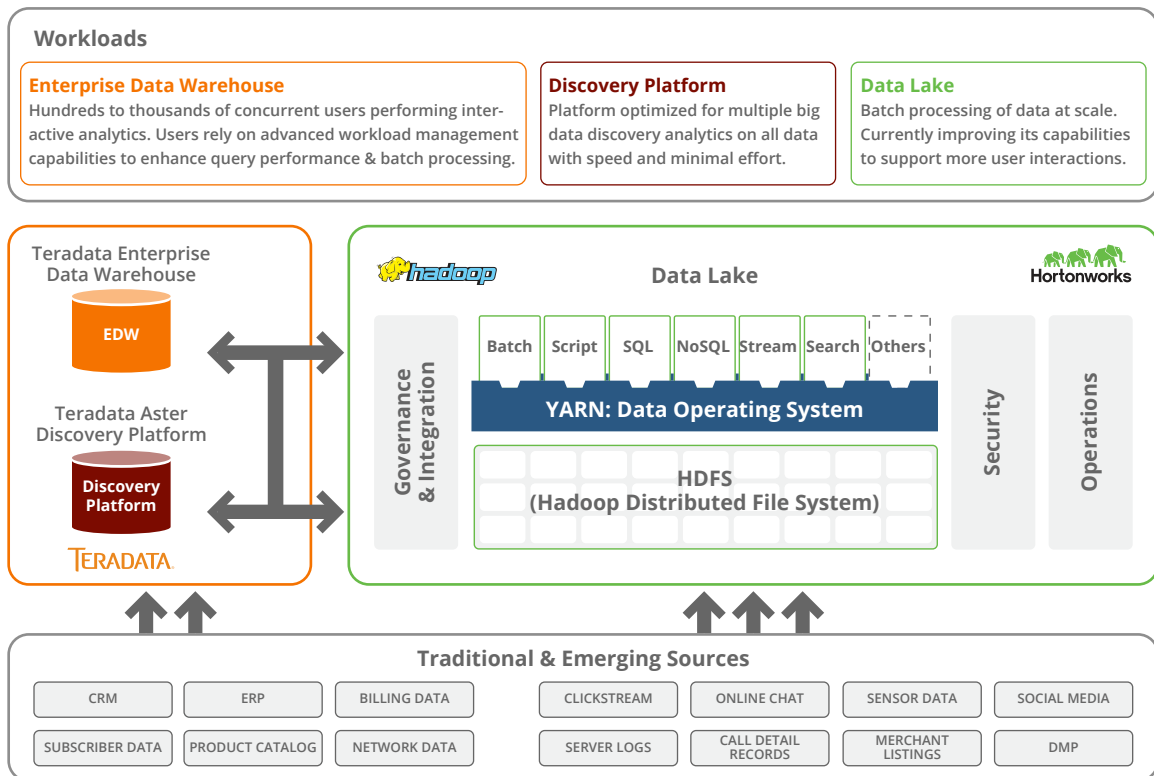 Workloads
Enterprise Data Warehouse
Hundreds to thousands of concurrent users performing inter-
active analytics. Users rely on advanced workload management
capabilities to enhance query performance & batch processing.
Discovery Platform
Platform optimized for multiple big
data discovery analytics on all data
with speed and minimal effort.
Data Lake
Batch processing of data at scale.
Currently improving its capabilities
to support more user interactions.
Teradata Enterprise
Data Warehouse
EDW
Teradata Aster
Discovery Platform
Discovery
Platform
TERADATA
hadoop
Data Lake
Hortonworks
Governance
& Integration
Batch
Script
SQL
NoSQL
Stream
Search
Others
YARN: Data Operating System
HDFS
(Hadoop Distributed File System)
Security
Operations
Traditional & Emerging Sources
CRM
ERP
BILLING DATA
CLICKSTREAM
ONLINE CHAT
SENSOR DATA
SOCIAL MEDIA
SUBSCRIBER DATA
PRODUCT CATALOG
NETWORK DATA
SERVER LOGS
CALL DETAIL
RECORDS
MERCHANT
LISTINGS
DMP